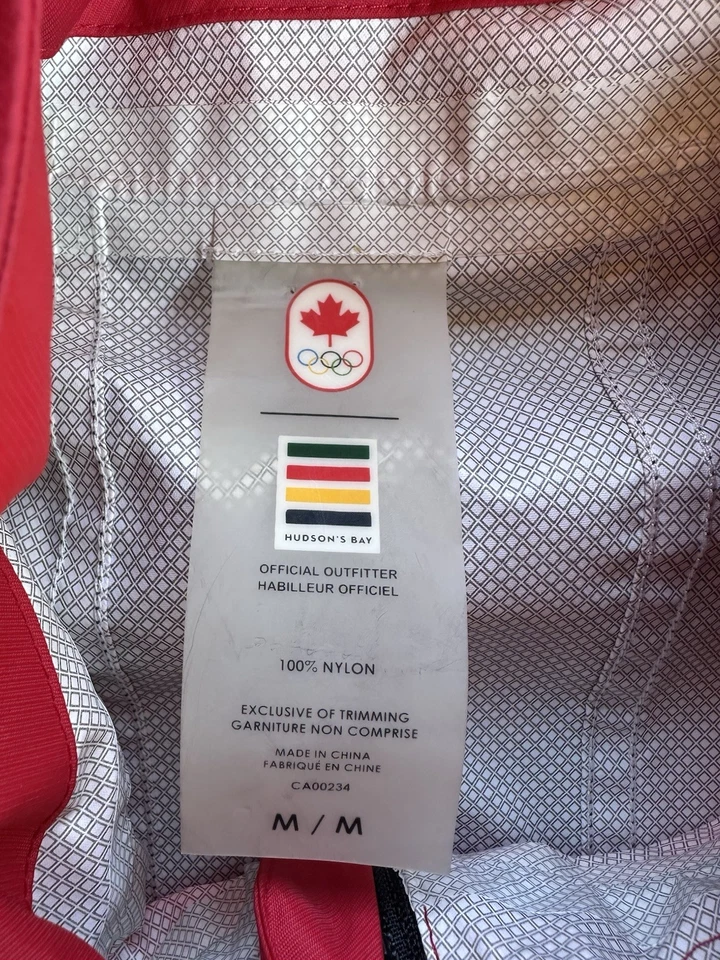 HUDSON'S BAY
OFFICIAL OUTFITTER
HABILLEUR OFFICIEL
100% NYLON
EXCLUSIVE OF TRIMMING
GARNITURE NON COMPRISE
MADE IN CHINA
FABRIQUÉ EN CHINE
CA00234
M / M